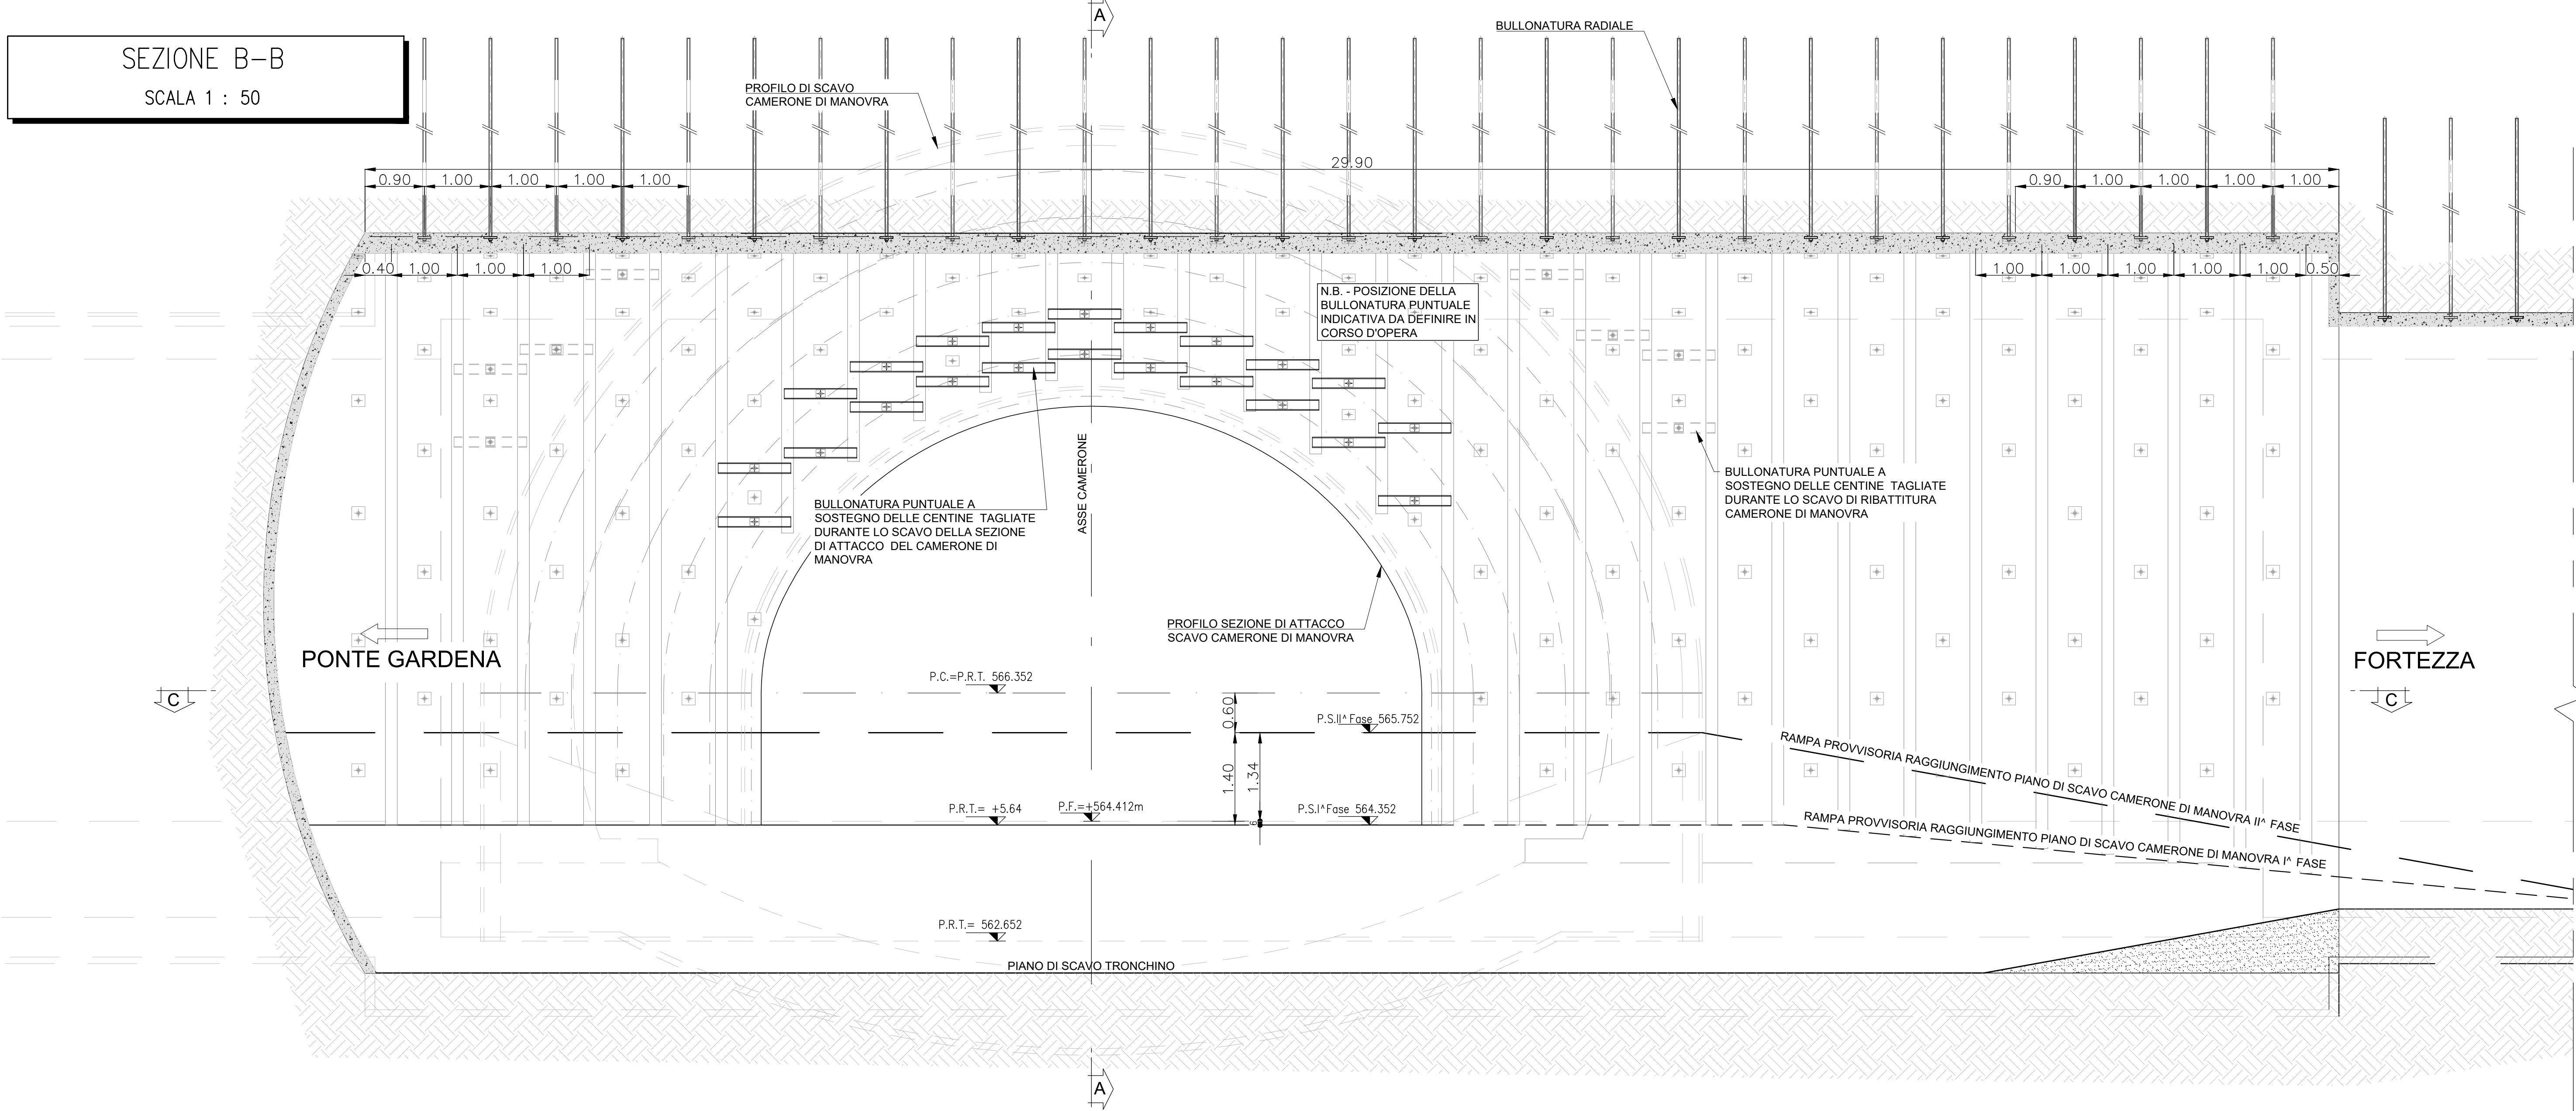 SEZIONE B-B
SCALA 1 : 50
A
BULLONATURA RADIALE
PROFILO DI SCAVO
CAMERONE DI MANOVRA
29.90
0.90 1.00 1.00 1.00 1.00
0.90 1.00 1.00 1.00 1.00
0.40 1.00 1.00 1.00
1.00 1.00 1.00 1.00 1.00 0.50
N.B. - POSIZIONE DELLA
BULLONATURA PUNTUALE
INDICATIVA DA DEFINIRE IN
CORSO D'OPERA
ASSE CAMERONE
BULLONATURA PUNTUALE A
SOSTEGNO DELLE CENTINE TAGLIATE
DURANTE LO SCAVO DELLA SEZIONE
DI ATTACCO DEL CAMERONE DI
MANOVRA
BULLONATURA PUNTUALE A
SOSTEGNO DELLE CENTINE TAGLIATE
DURANTE LO SCAVO DI RIBATTITURA
CAMERONE DI MANOVRA
PROFILO SEZIONE DI ATTACCO
SCAVO CAMERONE DI MANOVRA
PONTE GARDENA
FORTEZZA
C
C
P.C.=P.R.T. 566.352
0.60
P.S.II^ Fase 565.752
1.40
1.34
6
P.R.T.= +5.64
P.F.=+564.412m
P.S.I^Fase 564.352
RAMPA PROVVISORIA RAGGIUNGIMENTO PIANO DI SCAVO CAMERONE DI MANOVRA II^ FASE
RAMPA PROVVISORIA RAGGIUNGIMENTO PIANO DI SCAVO CAMERONE DI MANOVRA I^ FASE
P.R.T.= 562.652
PIANO DI SCAVO TRONCHINO
A